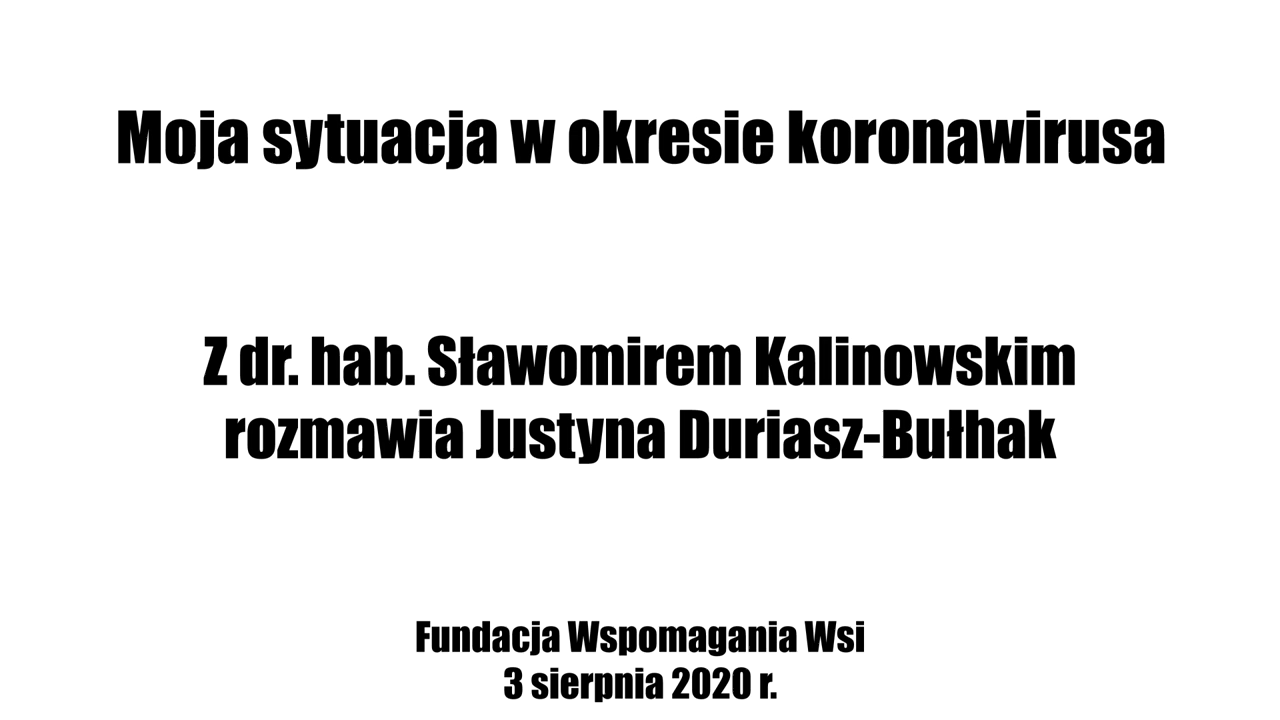 Moja sytuacja w okresie koronawirusa
Z dr. hab. Sławomirem Kalinowskim
rozmawia Justyna Duriasz-Bułhak
Fundacja Wspomagania Wsi
3 sierpnia 2020 r.